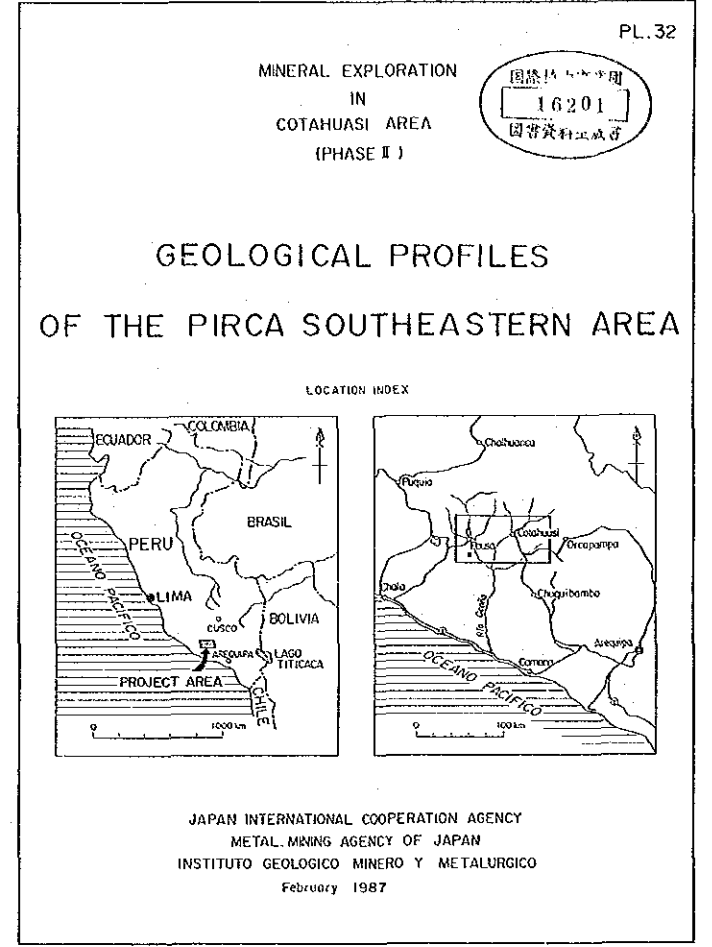 PL.32
MINERAL EXPLORATION
IN
COTAHUASI AREA
(PHASE II)
16201
GEOLOGICAL PROFILES
OF THE PIRCA SOUTHEASTERN AREA
LOCATION INDEX
COLOMBIA
ECUADOR
BRASIL
PERU
OCEANO PACIFICO
LIMA
CUSCO
BOLIVIA
AREQUIPA
LAGO
TITICACA
PROJECT AREA
CHILE
0 1000 km
Chalhuanca
Puquio
Cotahuasi
Pausa
Orcopampa
Chala
Chuquibamba
Río Ocoña
Arequipa
Camana
OCEANO PACIFICO
0 100 km
JAPAN INTERNATIONAL COOPERATION AGENCY
METAL MINING AGENCY OF JAPAN
INSTITUTO GEOLOGICO MINERO Y METALURGICO
February 1987